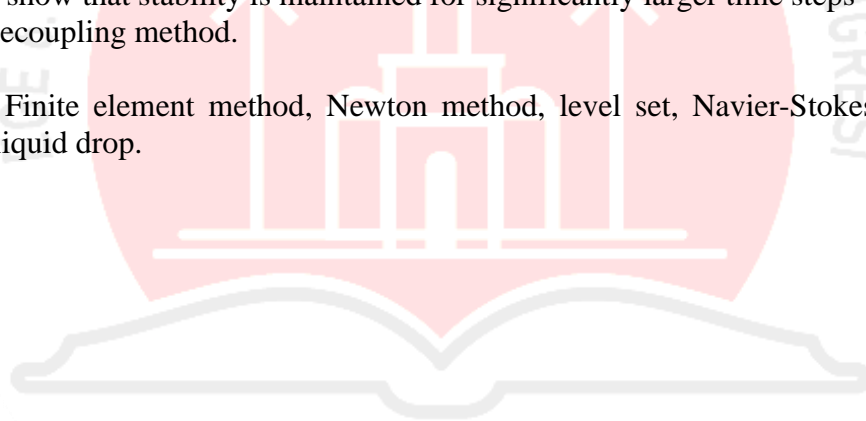 show that stability is maintained for significantly larger time steps
ecoupling method.
Finite element method, Newton method, level set, Navier-Stokes
iquid drop.
GRESI